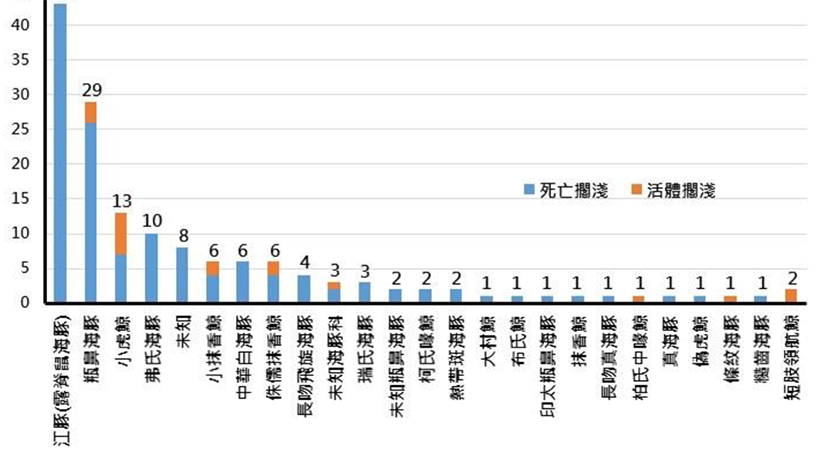 40
35
30
25
20
15
10
5
0
29
13
10
8
6
6
6
4
3
3
2
2
2
1
1
1
1
1
1
1
1
1
1
2
死亡擱淺
活體擱淺
江豚(露脊鼠海豚)
瓶鼻海豚
小虎鯨
弗氏海豚
未知
小抹香鯨
中華白海豚
侏儒抹香鯨
長吻飛旋海豚
未知海豚科
瑞氏海豚
未知瓶鼻海豚
柯氏喙鯨
熱帶斑海豚
大村鯨
布氏鯨
印太瓶鼻海豚
抹香鯨
長吻真海豚
柏氏中喙鯨
真海豚
偽虎鯨
條紋海豚
糙齒海豚
短肢領航鯨